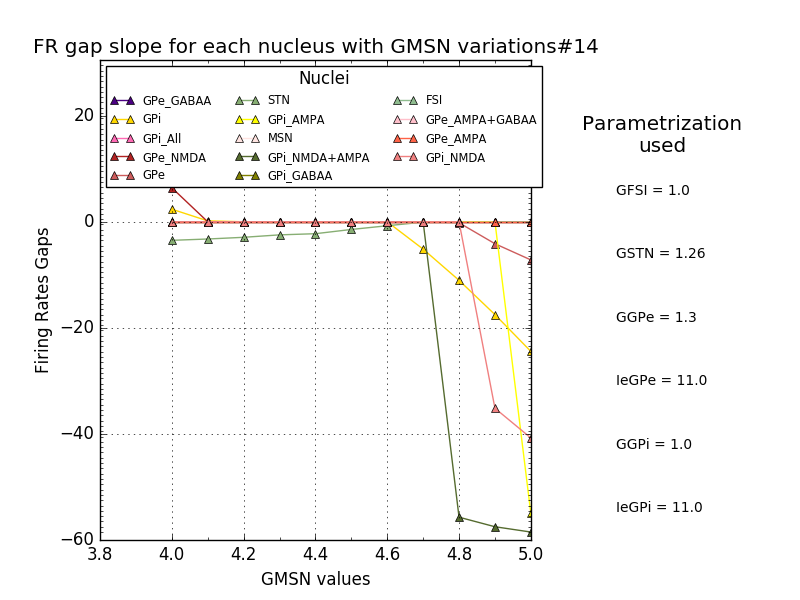 FR gap slope for each nucleus with GMSN variations#14
Nuclei
GPe_GABAA
GPi
GPi_All
GPe_NMDA
GPe
STN
GPi_AMPA
MSN
GPi_NMDA+AMPA
GPi_GABAA
FSI
GPe_AMPA+GABAA
GPe_AMPA
GPi_NMDA
20
0
−20
−40
−60
Firing Rates Gaps
3.8 4.0 4.2 4.4 4.6 4.8 5.0
GMSN values
Parametrization
used
GFSI = 1.0
GSTN = 1.26
GGPe = 1.3
IeGPe = 11.0
GGPi = 1.0
IeGPi = 11.0